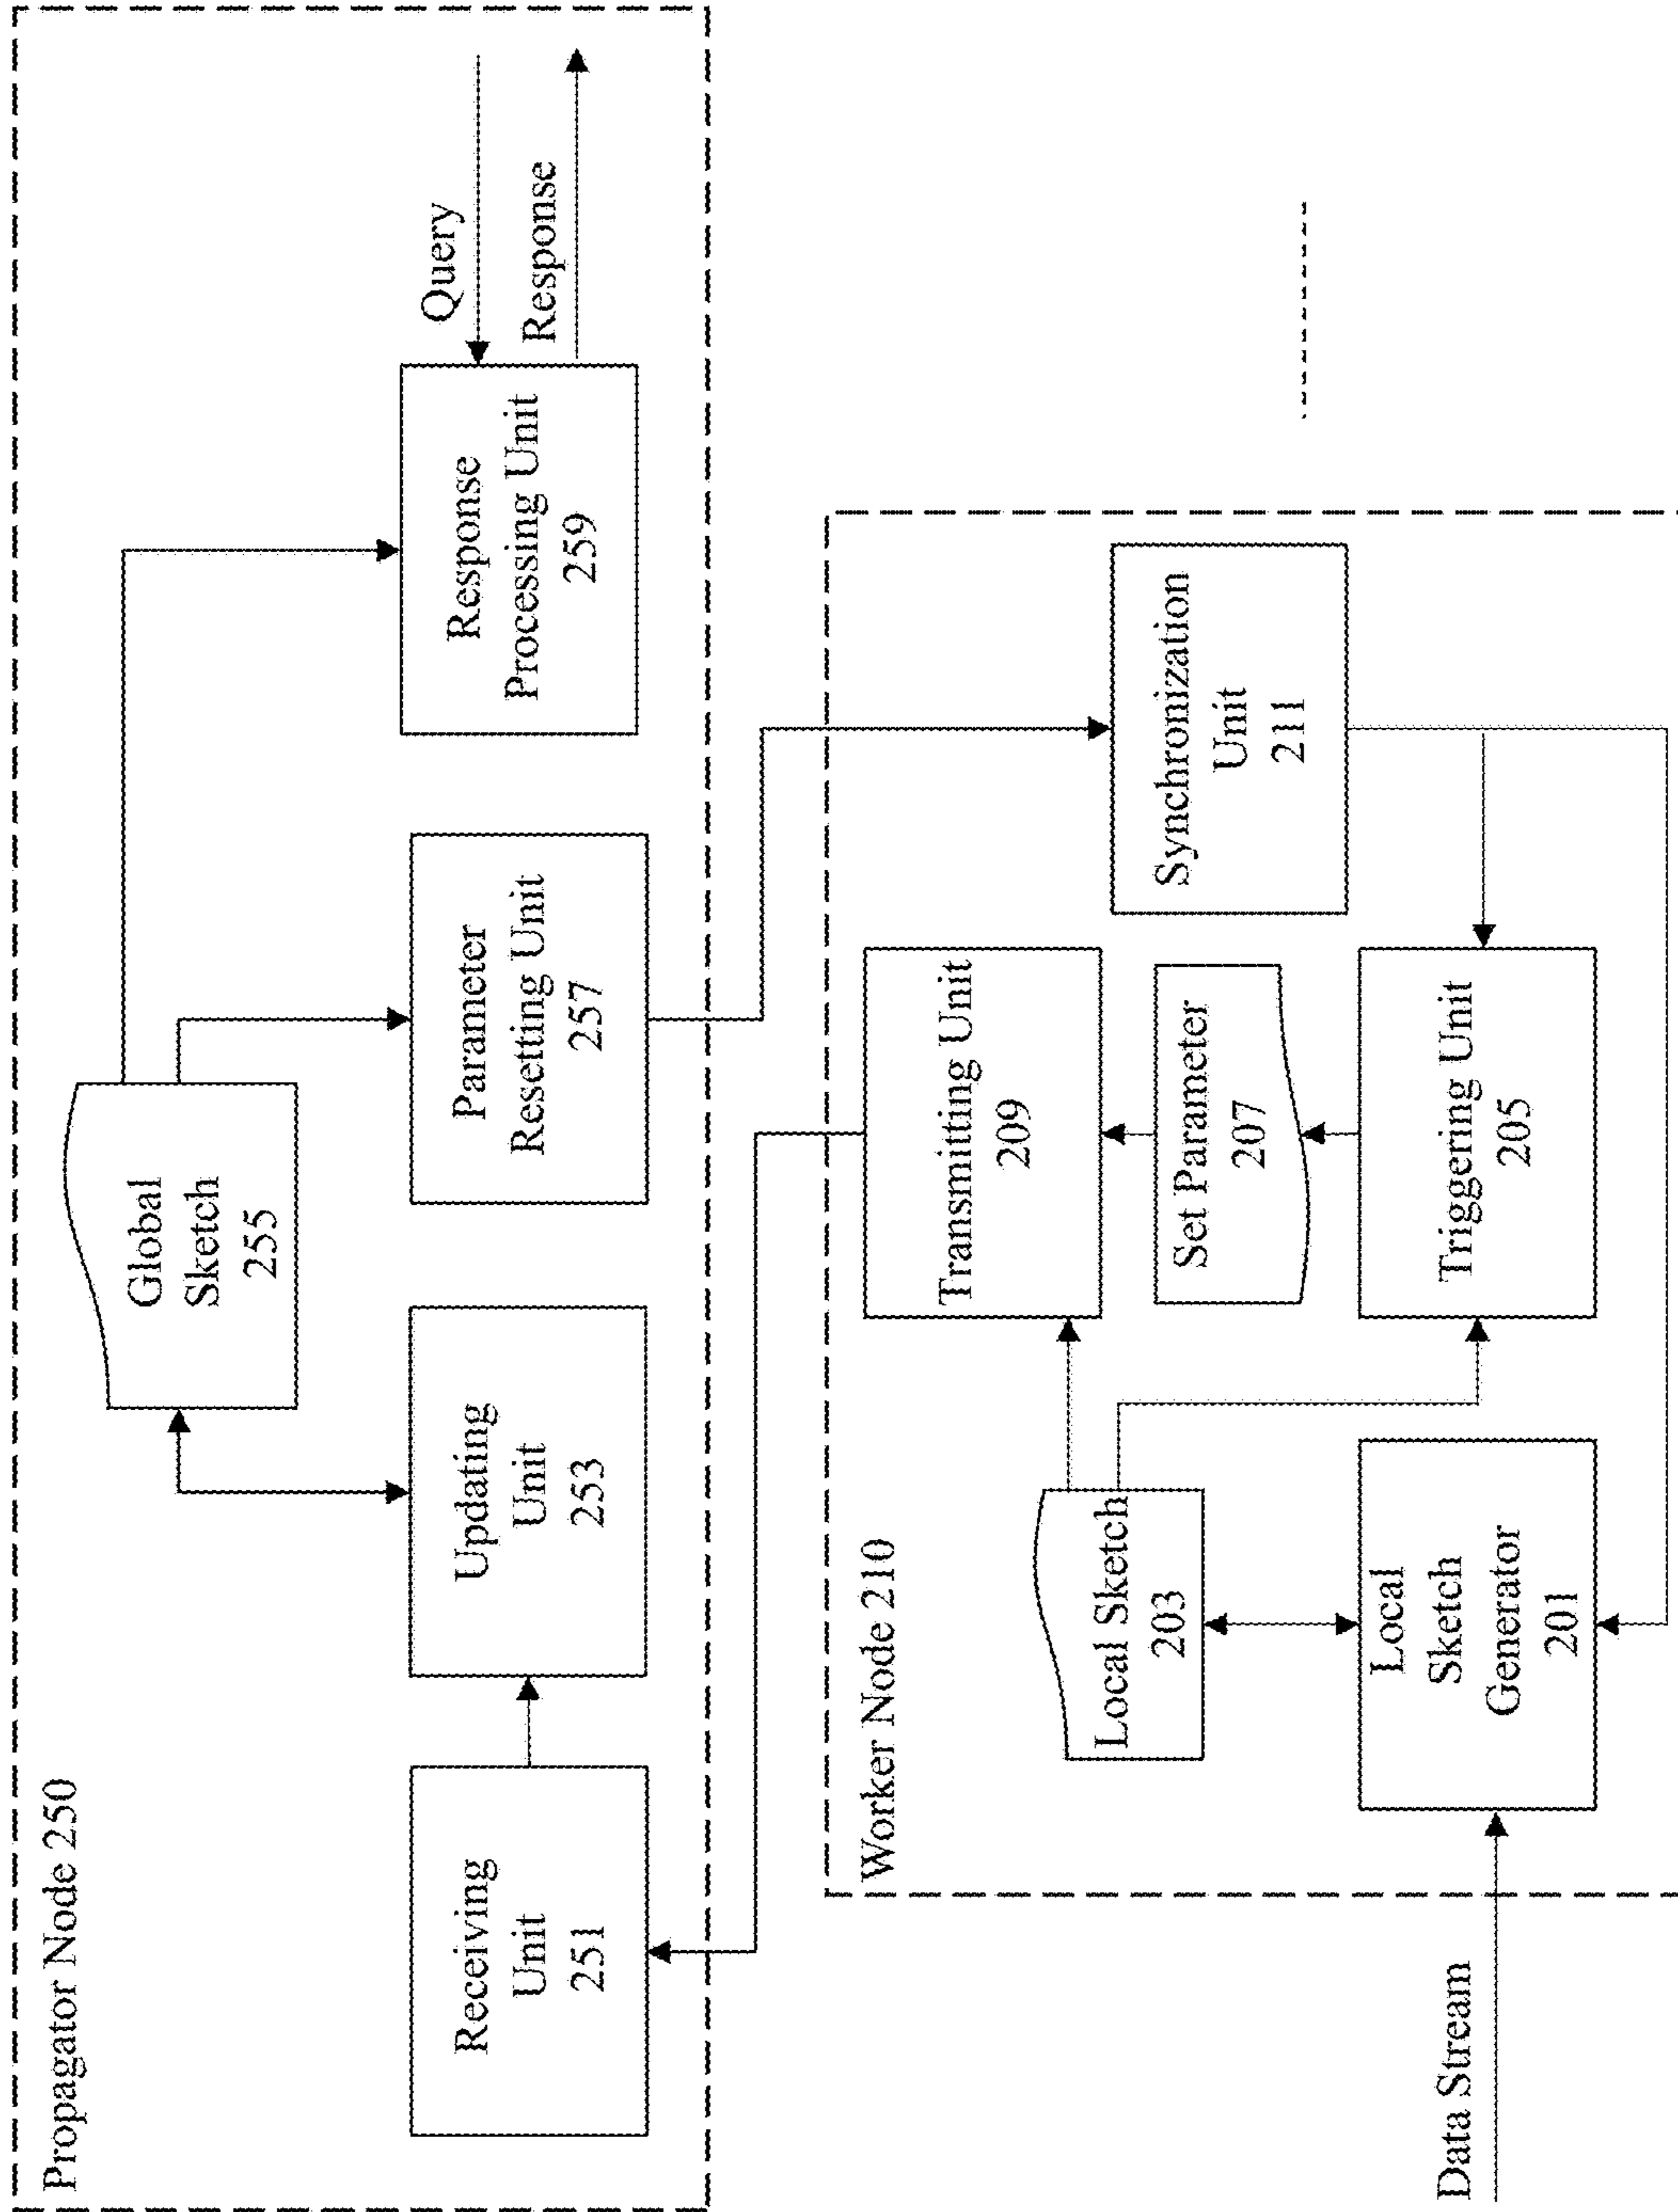 Propagator Node 250
Global
Sketch
255
Receiving
Unit
251
Updating
Unit
253
Parameter
Resetting Unit
257
Response
Processing Unit
259
Query
Response
Worker Node 210
Local Sketch
203
Transmitting Unit
209
Set Parameter
207
Synchronization
Unit
211
Local
Sketch
Generator
201
Triggering Unit
205
Data Stream